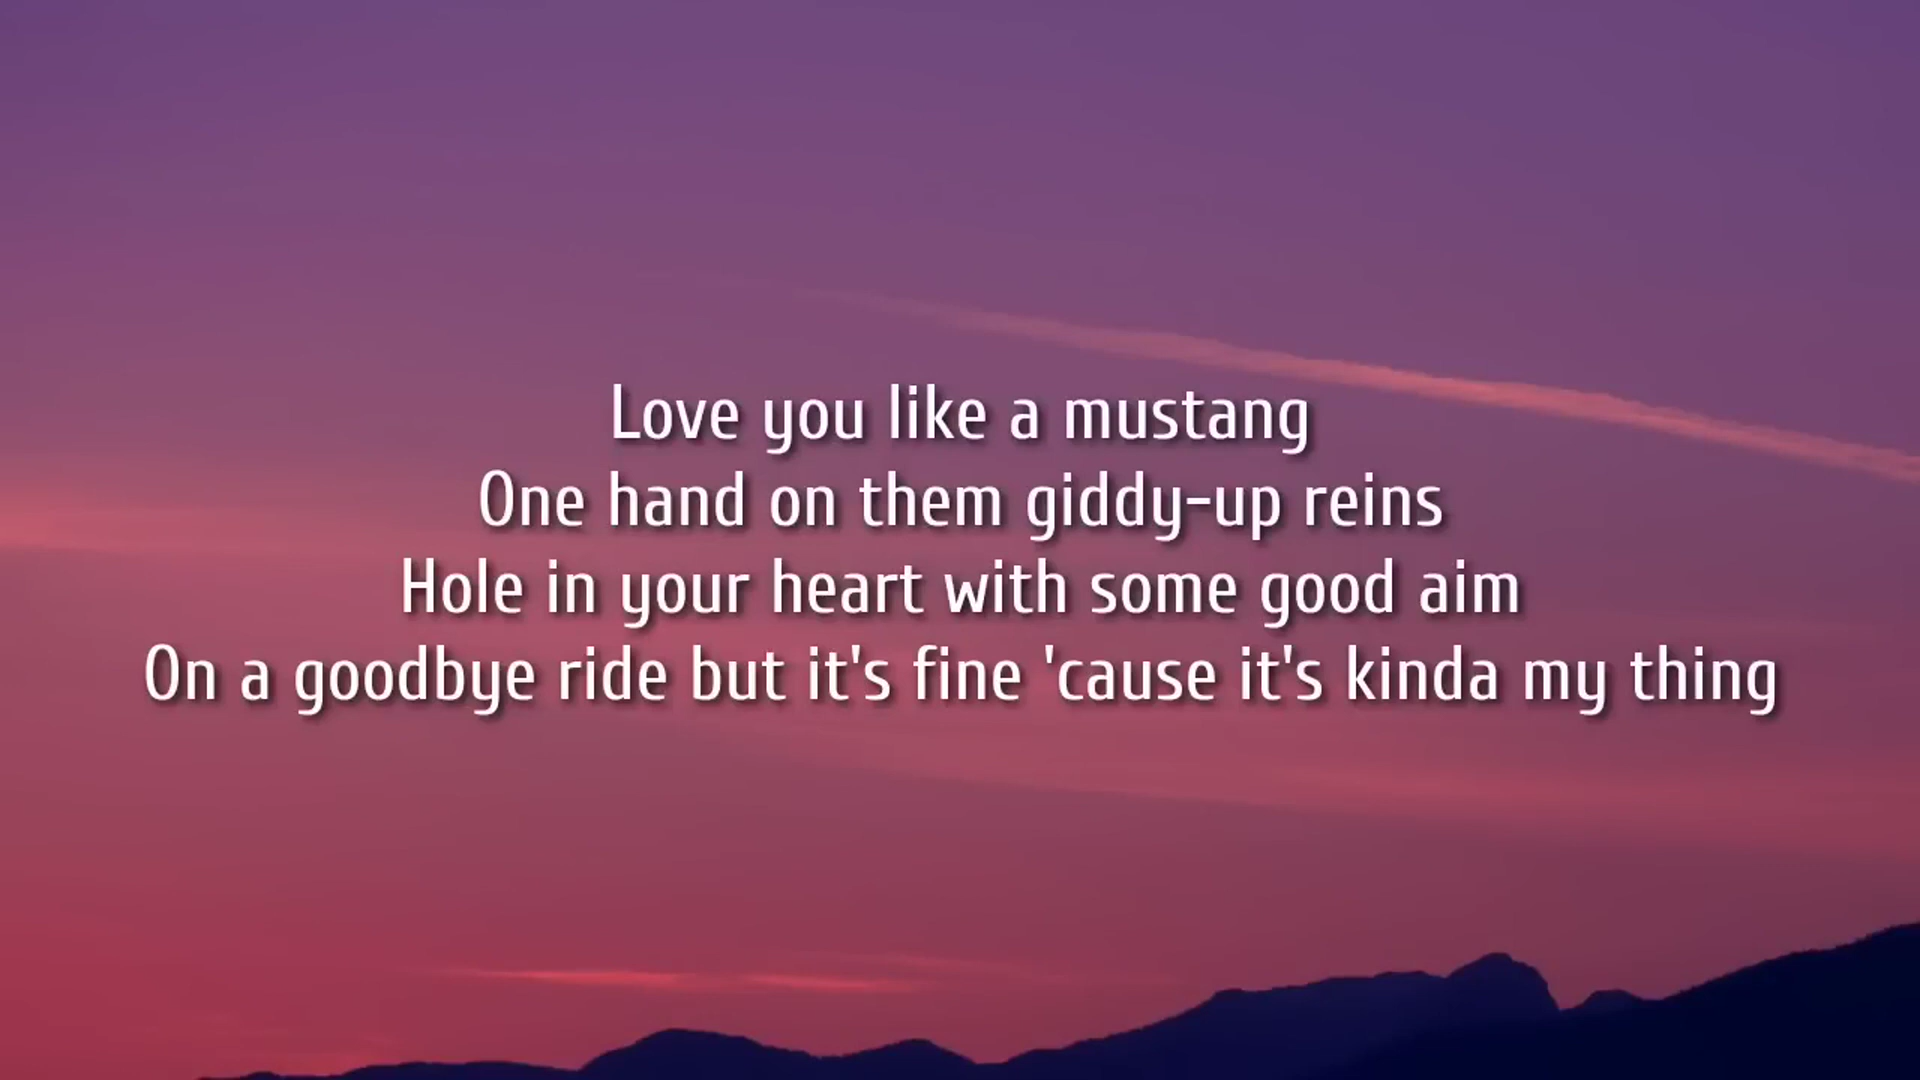 Love you like a mustang
One hand on them giddy-up reins
Hole in your heart with some good aim
On a goodbye ride but it's fine 'cause it's kinda my thing